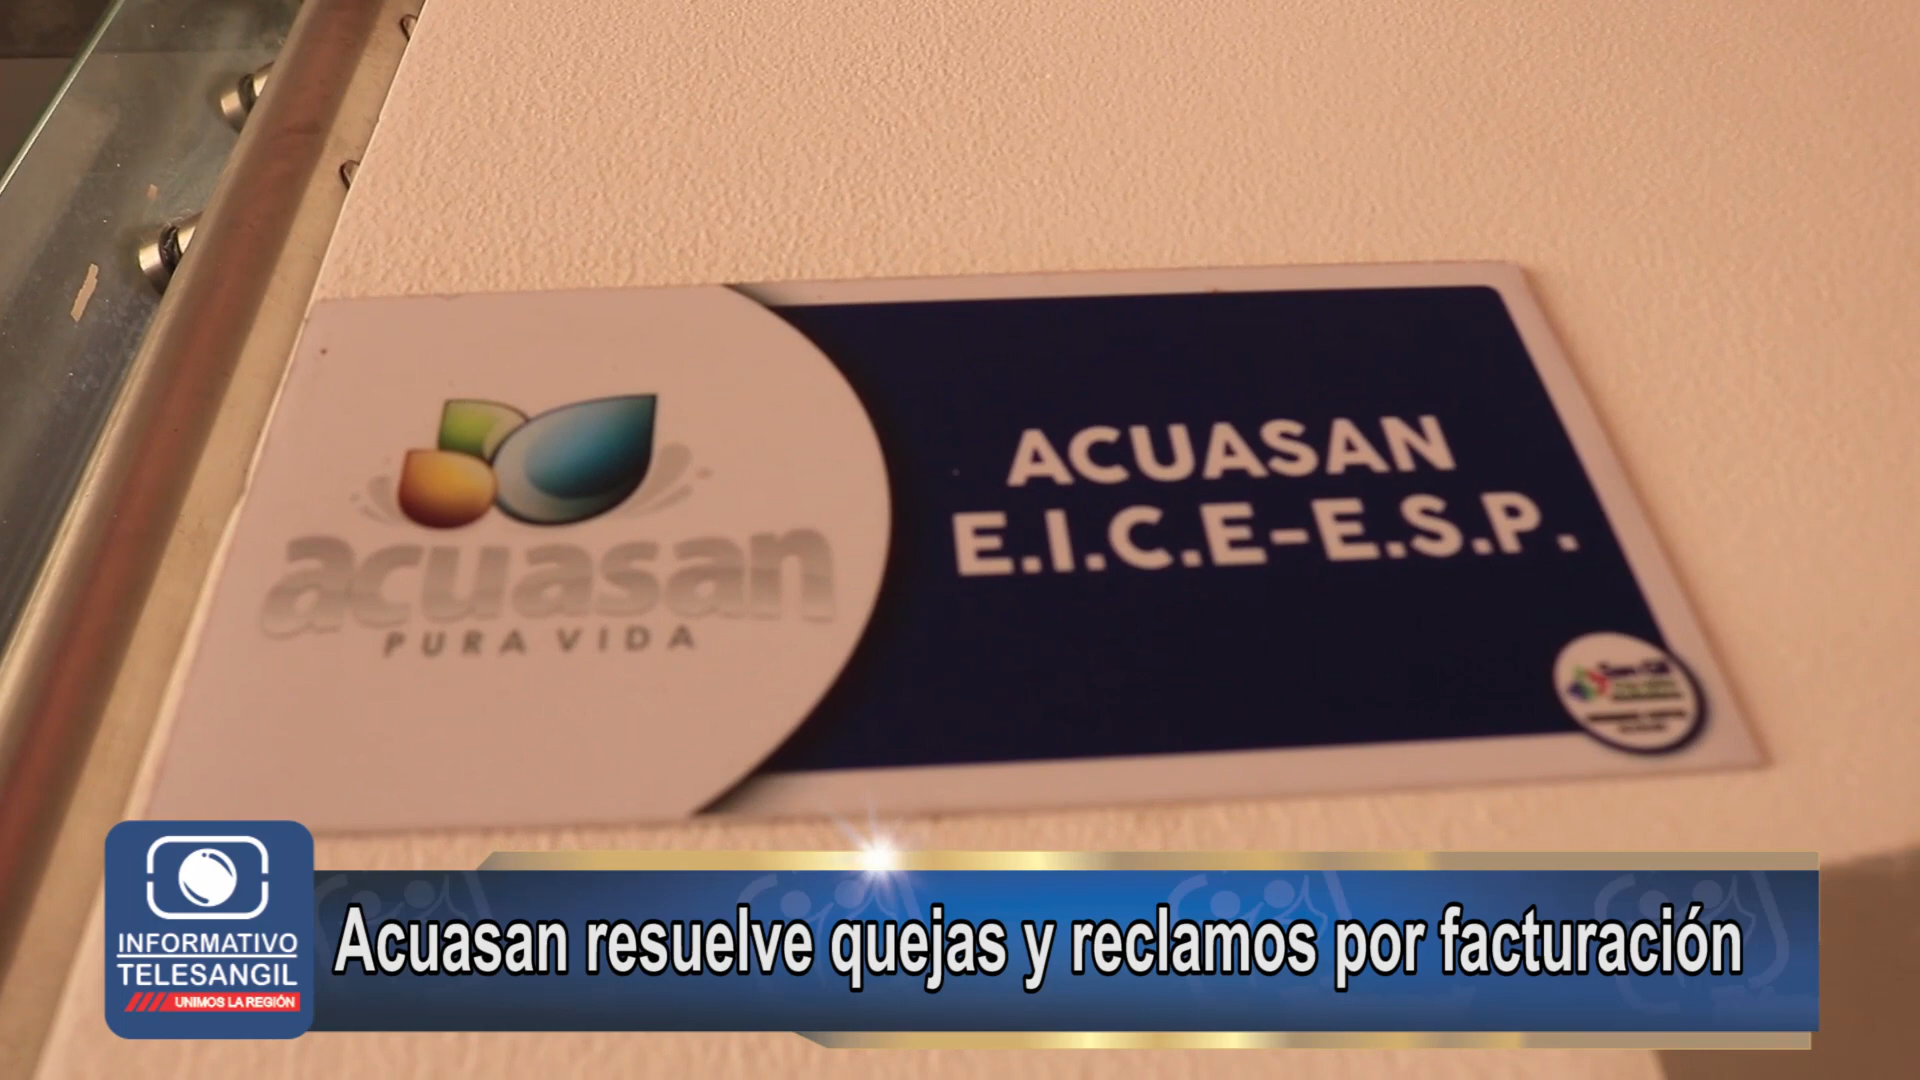 acuasan
PURA VIDA
ACUASAN
E.I.C.E-E.S.P.
INFORMATIVO
TELESANGIL
UNIMOS LA REGIÓN
Acuasan resuelve quejas y reclamos por facturación